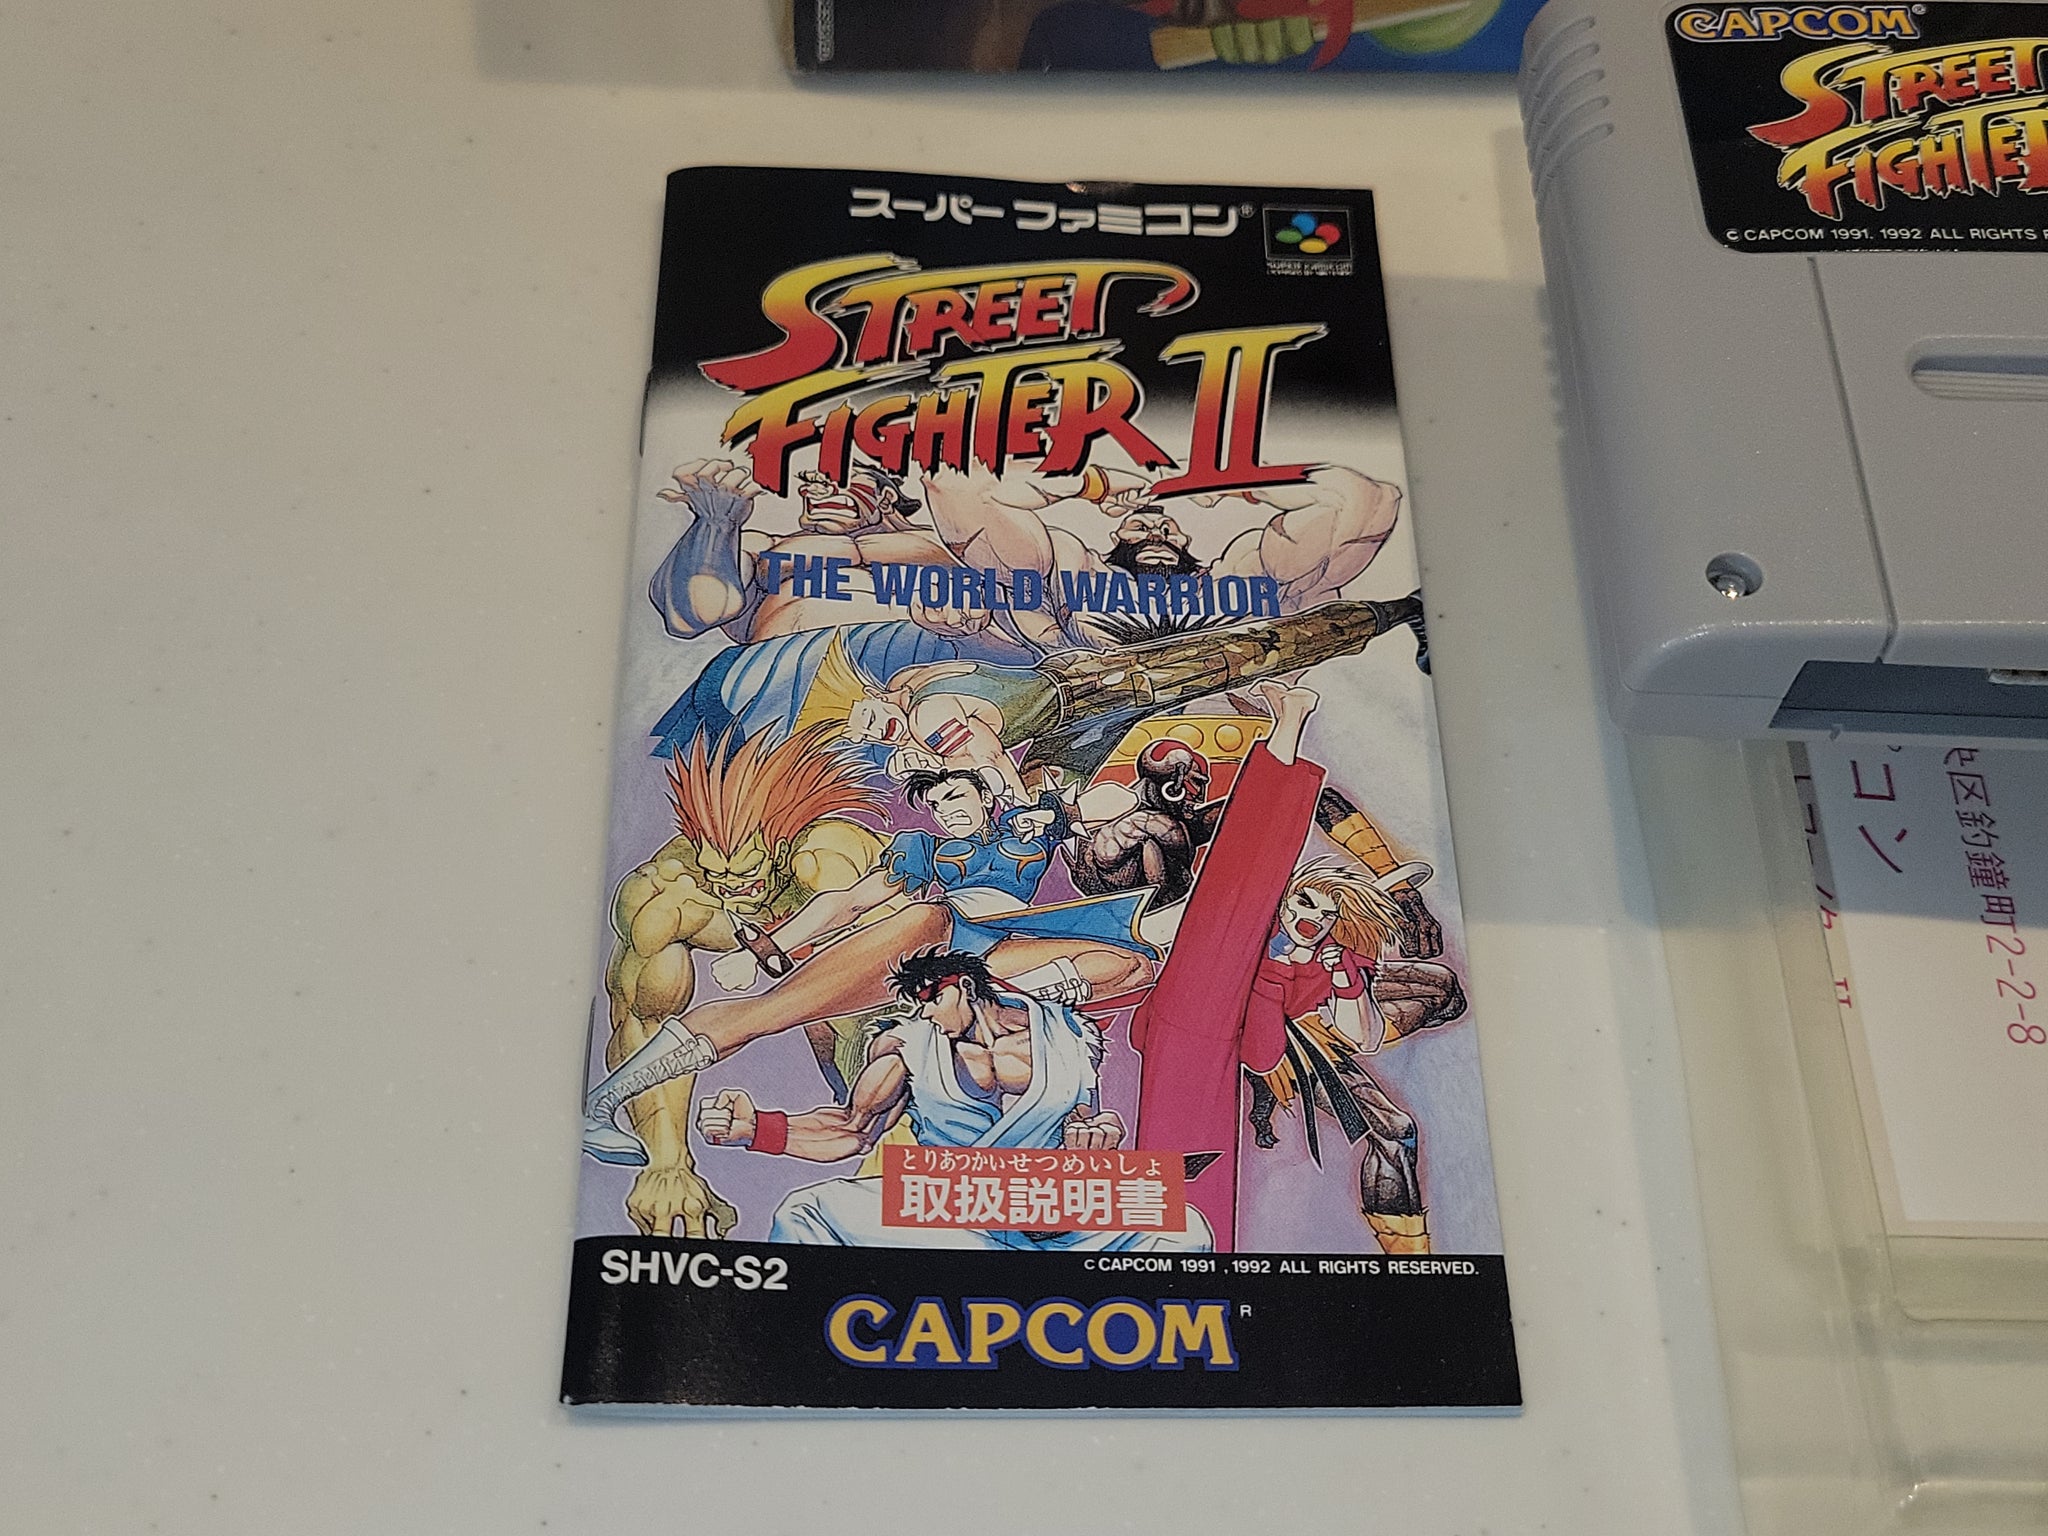 スーパーファミコン®
SUPER FAMICOM
STREET
FIGHTER II
THE WORLD WARRIOR
とりあつかいせつめいしょ
取扱説明書
SHVC-S2
© CAPCOM 1991, 1992 ALL RIGHTS RESERVED.
CAPCOM R
CAPCOM®
STREET
FIGHTER
© CAPCOM 1991. 1992 ALL RIGHTS
コン
区釣鐘町2-2-8